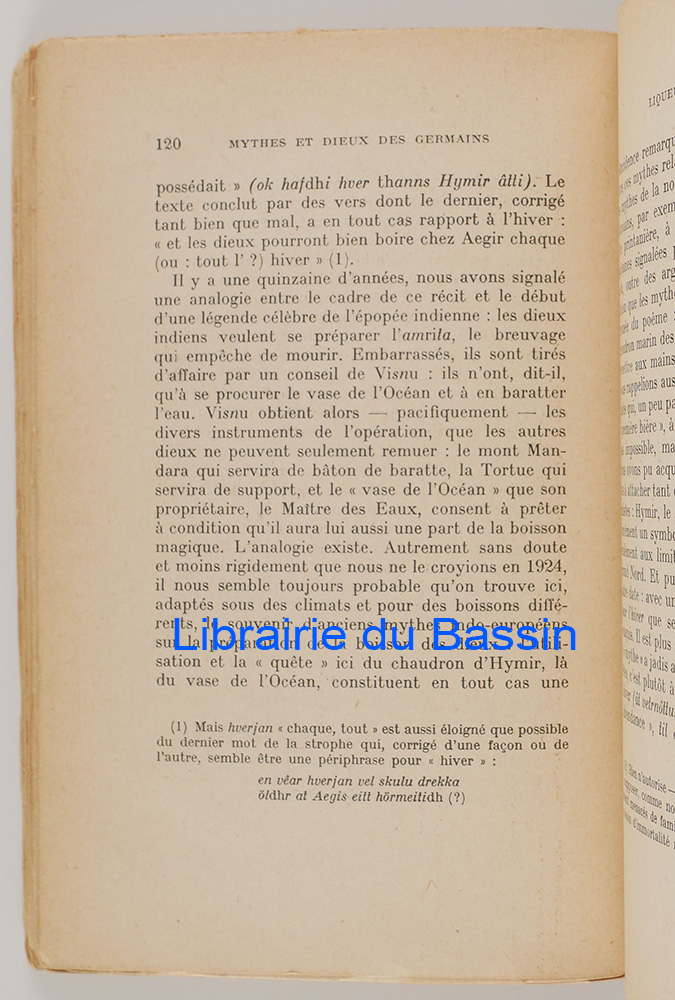 120 MYTHES ET DIEUX DES GERMAINS
possédait » (ok hafdhi hver thanns Hymir âtti). Le
texte conclut par des vers dont le dernier, corrigé
tant bien que mal, a en tout cas rapport à l'hiver :
« et les dieux pourront bien boire chez Aegir chaque
(ou : tout l' ?) hiver » (1).
Il y a une quinzaine d'années, nous avons signalé
une analogie entre le cadre de ce récit et le début
d'une légende célèbre de l'épopée indienne : les dieux
indiens veulent se préparer l'amrita, le breuvage
qui empêche de mourir. Embarrassés, ils sont tirés
d'affaire par un conseil de Visnu : ils n'ont, dit-il,
qu'à se procurer le vase de l'Océan et à en baratter
l'eau. Visnu obtient alors — pacifiquement — les
divers instruments de l'opération, que les autres
dieux ne peuvent seulement remuer : le mont Man-
dara qui servira de bâton de baratte, la Tortue qui
servira de support, et le « vase de l'Océan » que son
propriétaire, le Maître des Eaux, consent à prêter
à condition qu'il aura lui aussi une part de la boisson
magique. L'analogie existe. Autrement sans doute
et moins rigidement que nous ne le croyions en 1924,
il nous semble toujours probable qu'on trouve ici,
adaptés sous des climats et pour des boissons diffé-
rents, le souvenir d'anciens mythes indo-européens
sur la préparation de la boisson des dieux
Librairie du Bassin
sation et la « quête » ici du chaudron d'Hymir, là
du vase de l'Océan, constituent en tout cas une
(1) Mais hverjan « chaque, tout » est aussi éloigné que possible
du dernier mot de la strophe qui, corrigé d'une façon ou de
l'autre, semble être une périphrase pour « hiver » :
en vêar hverjan vel skulu drekka
öldhr at Aegis eitt hörmeitidh (?)